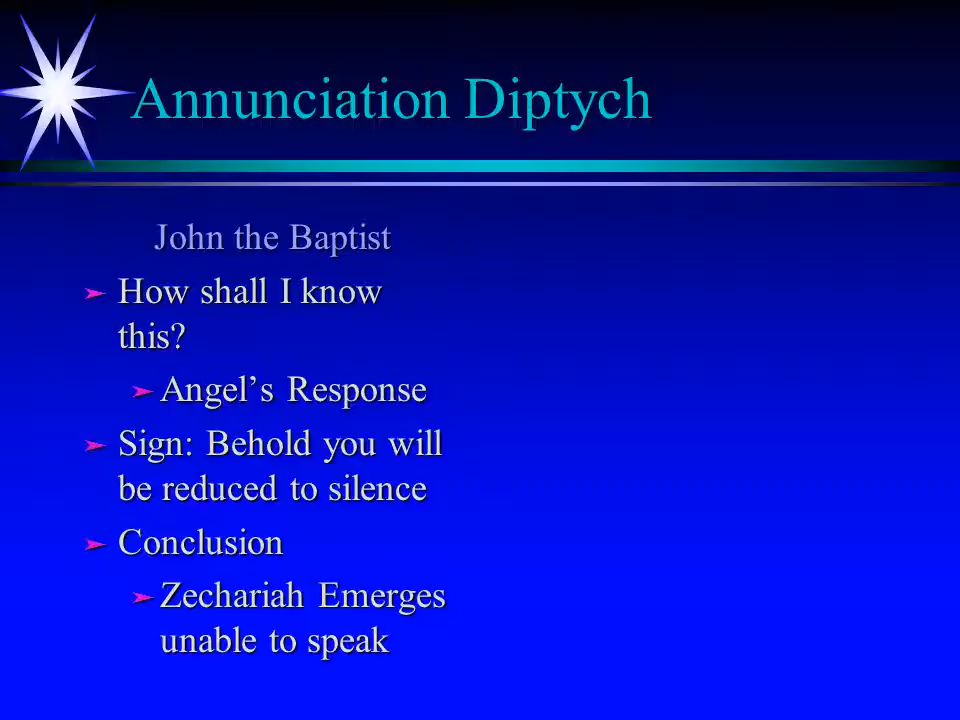 Annunciation Diptych
John the Baptist
How shall I know
this?
Angel’s Response
Sign: Behold you will
be reduced to silence
Conclusion
Zechariah Emerges
unable to speak